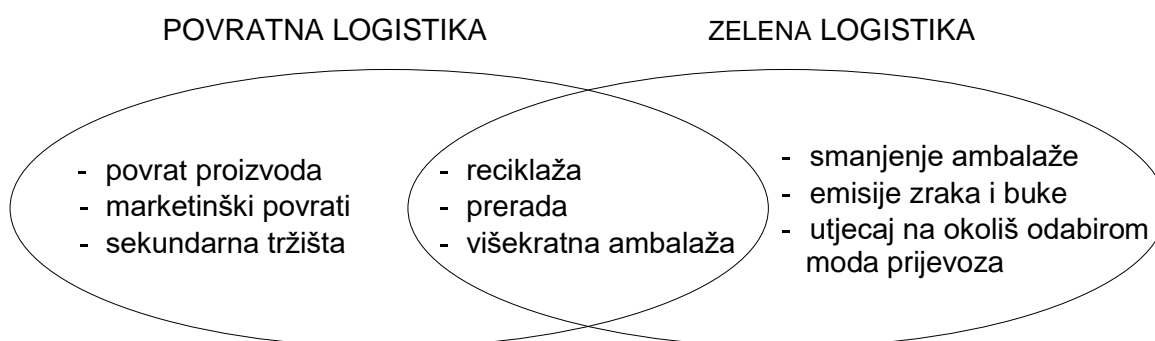 POVRATNA LOGISTIKA
ZELENA LOGISTIKA
- povrat proizvoda
- marketinški povrati
- sekundarna tržišta
- reciklaža
- prerada
- višekratna ambalaža
- smanjenje ambalaže
- emisije zraka i buke
- utjecaj na okoliš odabirom
moda prijevoza